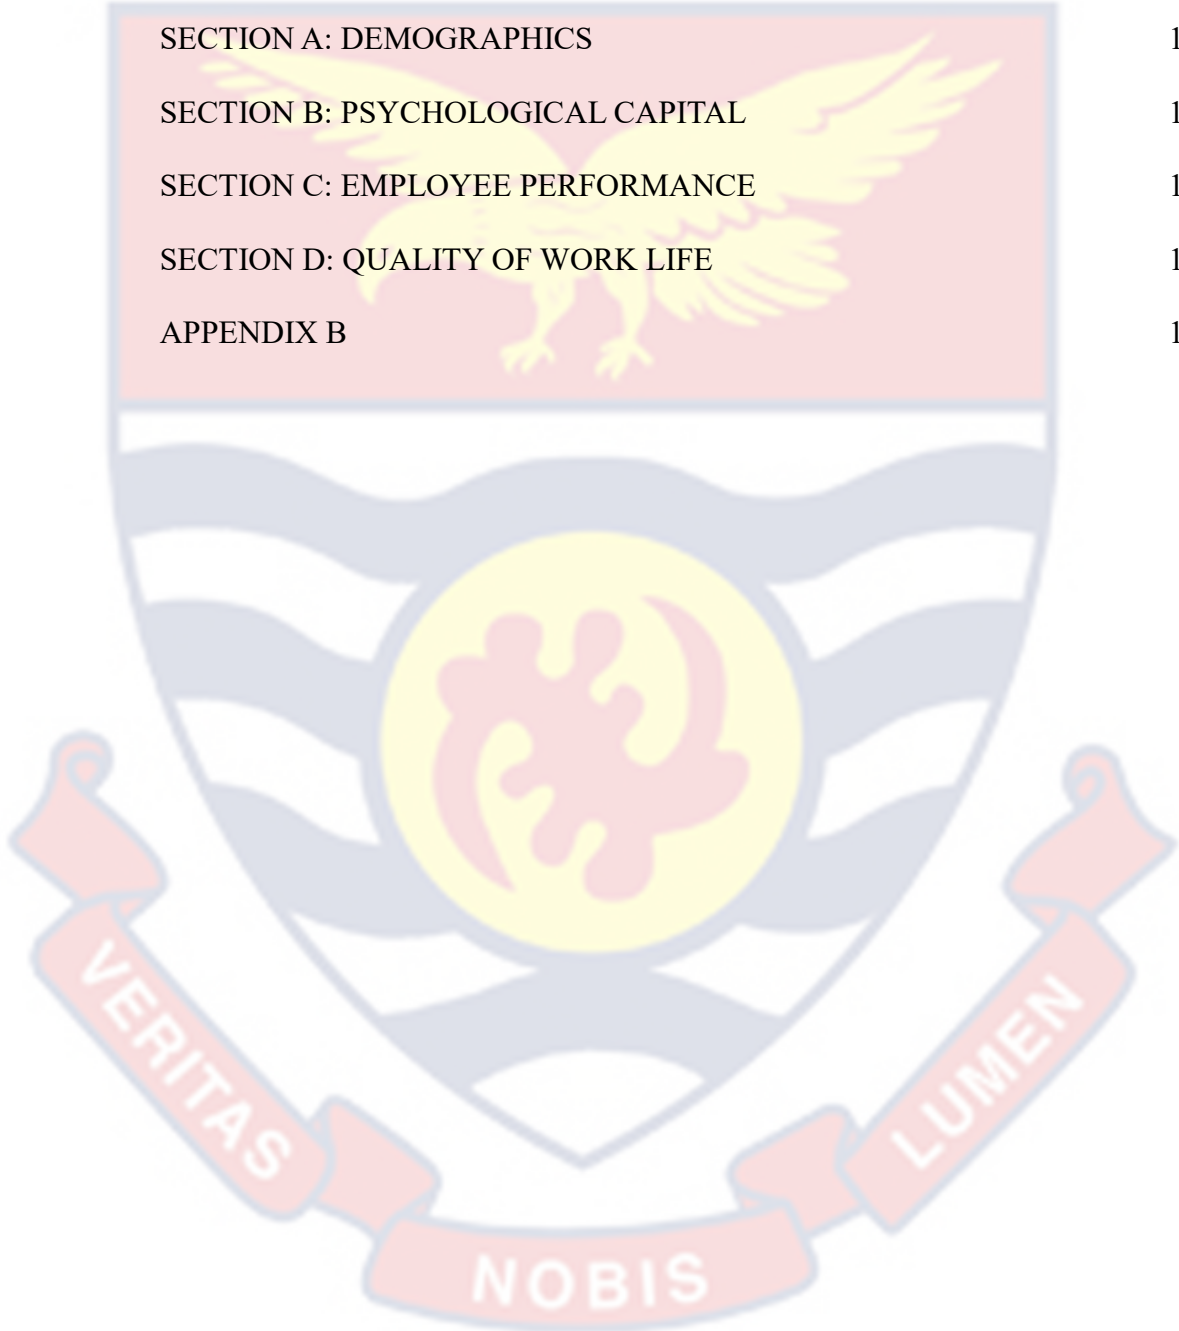 SECTION A: DEMOGRAPHICS 1
SECTION B: PSYCHOLOGICAL CAPITAL 1
SECTION C: EMPLOYEE PERFORMANCE 1
SECTION D: QUALITY OF WORK LIFE 1
APPENDIX B 1
VERITAS
NOBIS
LUMEN